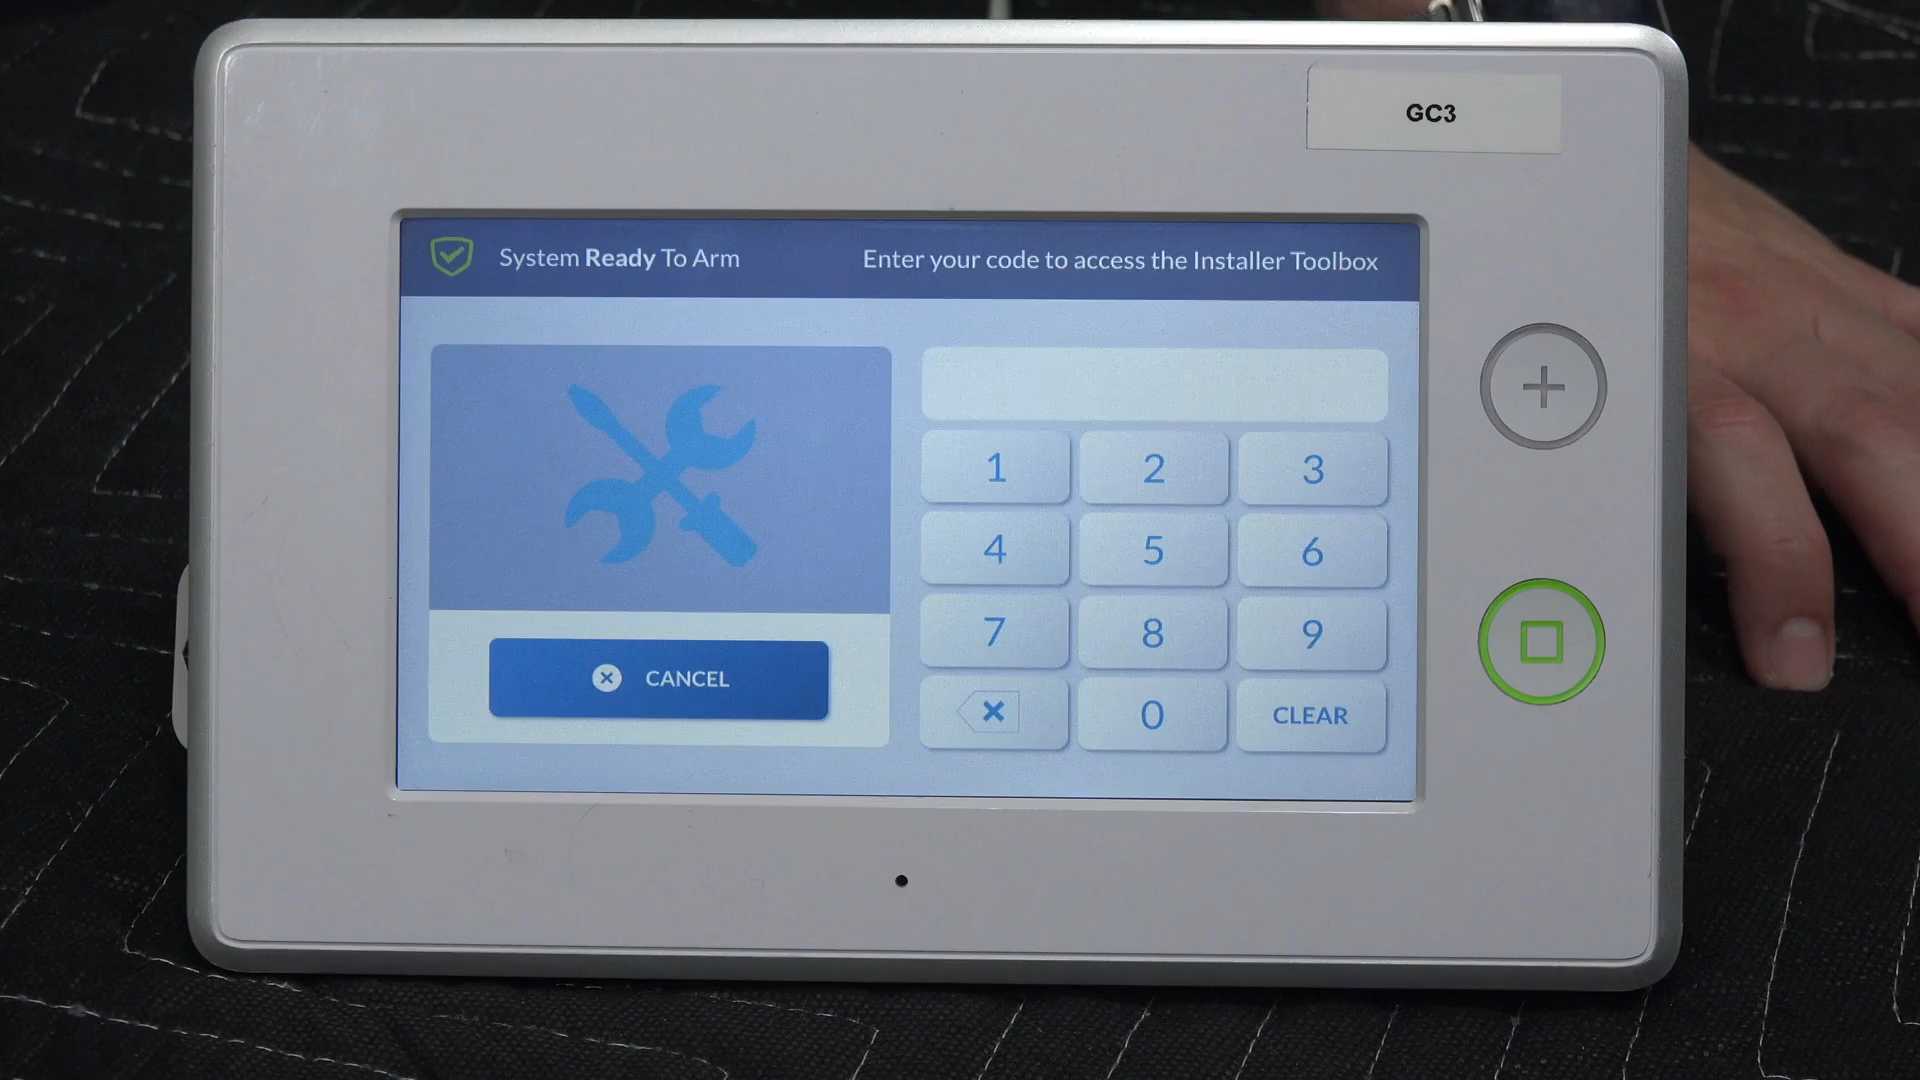 GC3
System Ready To Arm
Enter your code to access the Installer Toolbox
1 2 3
4 5 6
7 8 9
0 CLEAR
CANCEL